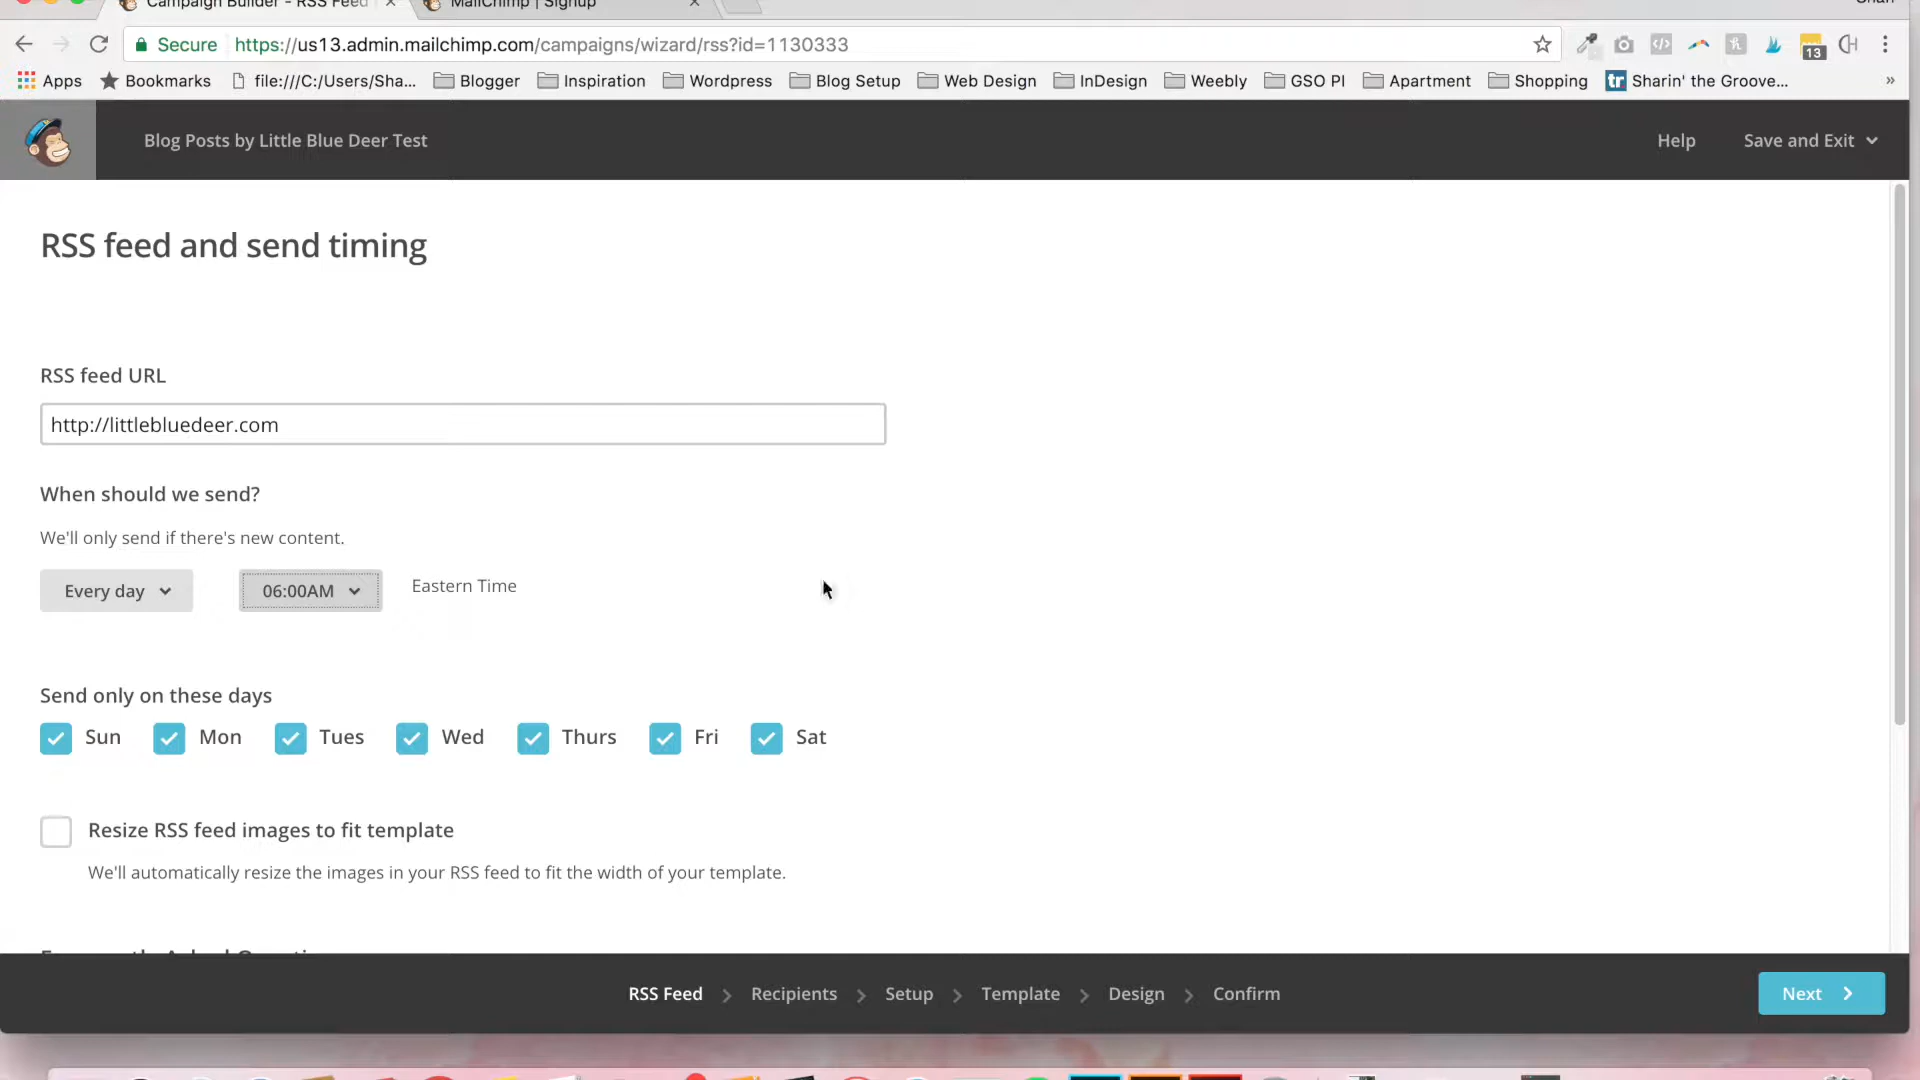 Campaign Builder - RSS Feed
MailChimp | Signup
Secure https://us13.admin.mailchimp.com/campaigns/wizard/rss?id=1130333
13
Apps Bookmarks file:///C:/Users/Sha... Blogger Inspiration Wordpress Blog Setup Web Design InDesign Weebly GSO PI Apartment Shopping tr Sharin' the Groove... »
Blog Posts by Little Blue Deer Test
Help
Save and Exit
RSS feed and send timing
RSS feed URL
http://littlebluedeer.com
When should we send?
We'll only send if there's new content.
Every day 06:00AM Eastern Time
Send only on these days
Sun Mon Tues Wed Thurs Fri Sat
Resize RSS feed images to fit template
We'll automatically resize the images in your RSS feed to fit the width of your template.
RSS Feed > Recipients > Setup > Template > Design > Confirm
Next >